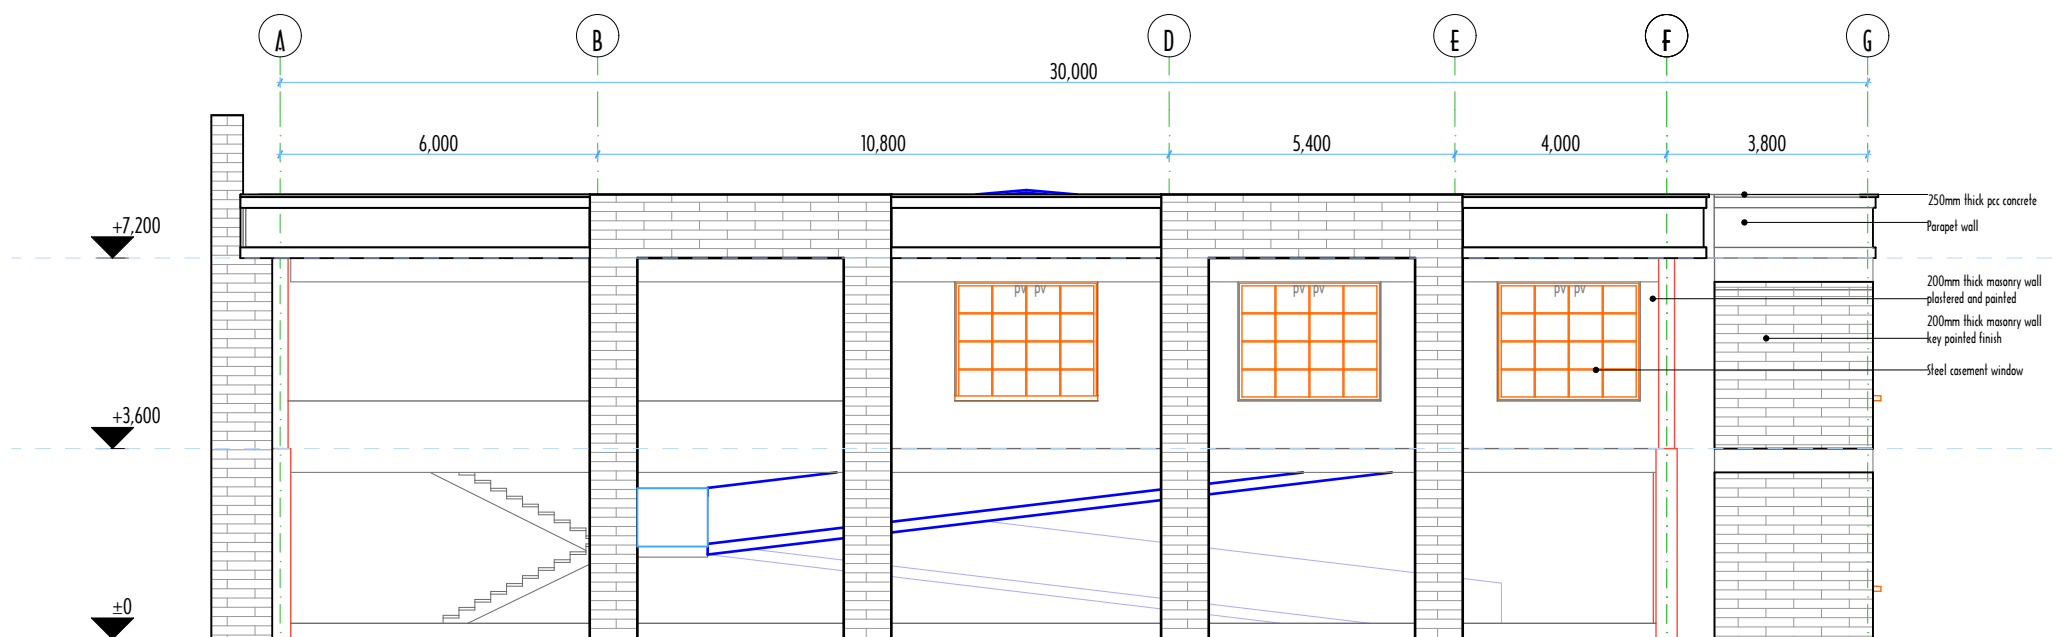 A B D E F G
30,000
6,000 10,800 5,400 4,000 3,800
250mm thick pcc concrete
Parapet wall
+7,200
200mm thick masonry wall
plastered and painted
pv pv pv pv pv pv
200mm thick masonry wall
key pointed finish
Steel casement window
+3,600
±0